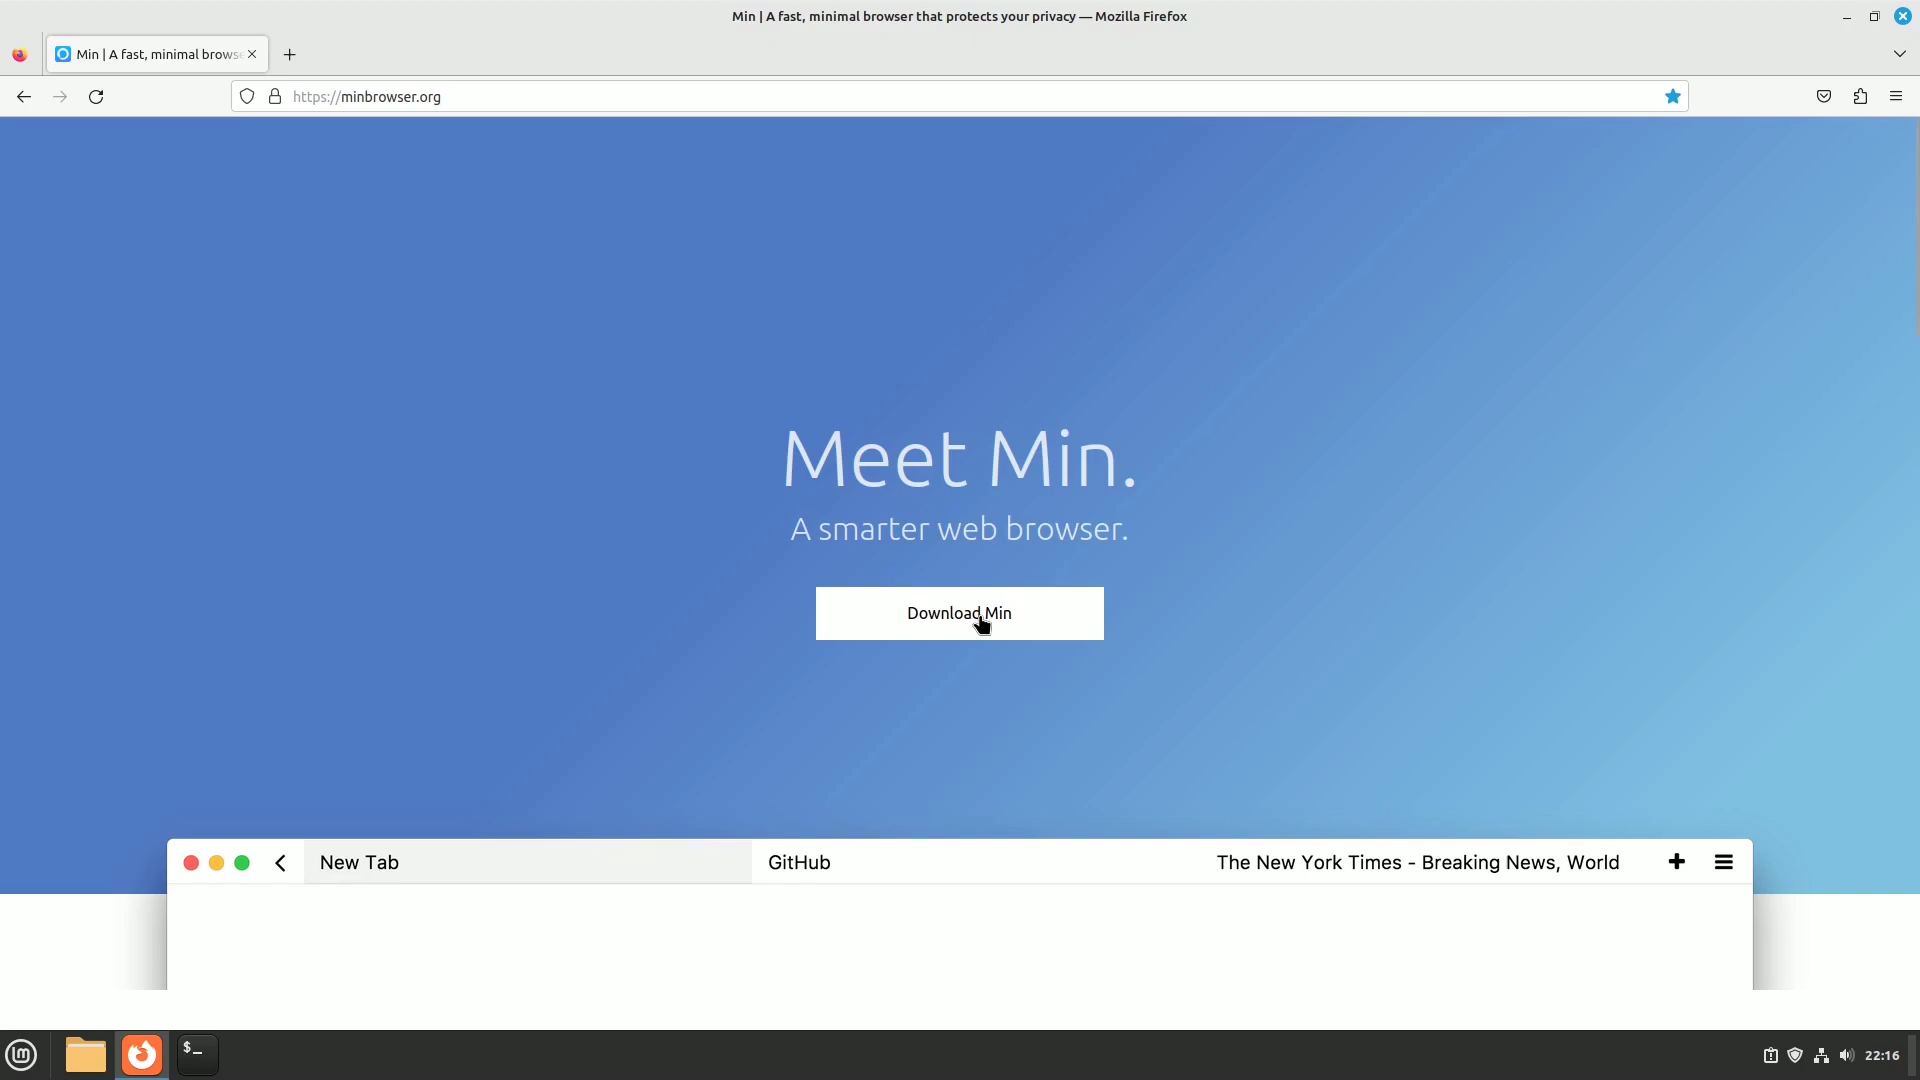 Min | A fast, minimal browser that protects your privacy — Mozilla Firefox
Min | A fast, minimal brows
https://minbrowser.org
Meet Min.
A smarter web browser.
Download Min
New Tab
GitHub
The New York Times - Breaking News, World
$_
22:16